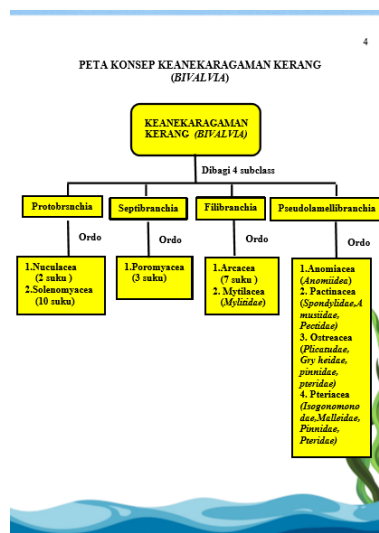 4
PETA KONSEP KEANEKARAGAMAN KERANG
(BIVALVIA)
KEANEKARAGAMAN
KERANG (BIVALVIA)
Dibagi 4 subclass
Protobrsnchia
Septibranchia
Filibranchia
Pseudolamellibranchia
Ordo
Ordo
Ordo
Ordo
1.Nuculacea
(2 suku )
2.Solenomyacea
(10 suku)
1.Poromyacea
(3 suku)
1.Arcacea
(7 suku )
2. Mytilacea
(Mylitidae)
1.Anomiacea
(Anomiidea)
2. Pactinacea
(Spondylidae,A
musiidae,
Pectidae)
3. Ostreacea
(Plicatudae,
Gry heidae,
pinnidae,
pteridae)
4. Pteriacea
(Isogonomono
dae,Malleidae,
Pinnidae,
Pteridae)